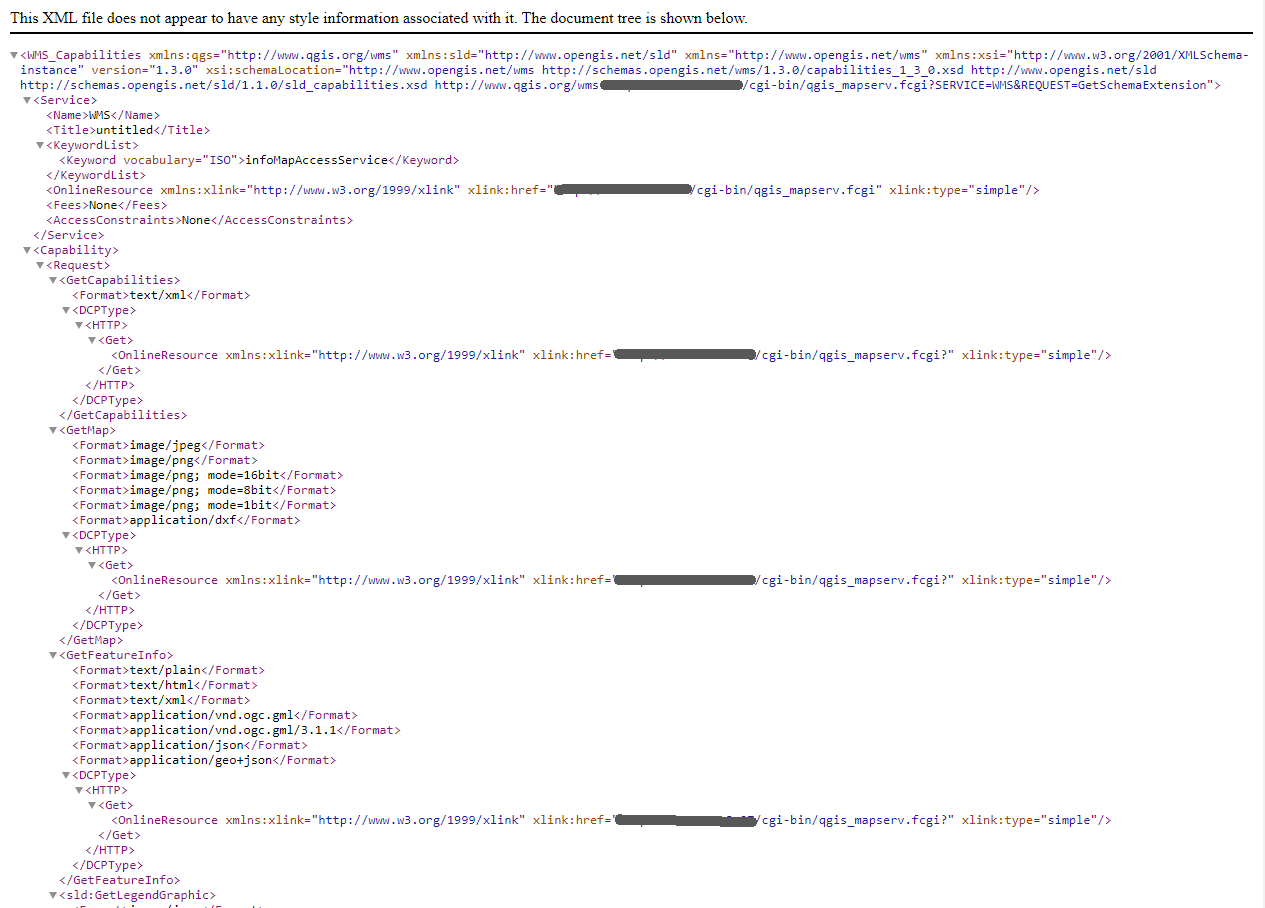 This XML file does not appear to have any style information associated with it. The document tree is shown below.
▼<WMS_Capabilities xmlns:qgs="http://www.qgis.org/wms" xmlns:sld="http://www.opengis.net/sld" xmlns="http://www.opengis.net/wms" xmlns:xsi="http://www.w3.org/2001/XMLSchema-
instance" version="1.3.0" xsi:schemaLocation="http://www.opengis.net/wms http://schemas.opengis.net/wms/1.3.0/capabilities_1_3_0.xsd http://www.opengis.net/sld
http://schemas.opengis.net/sld/1.1.0/sld_capabilities.xsd http://www.qgis.org/wms /cgi-bin/qgis_mapserv.fcgi?SERVICE=WMS&REQUEST=GetSchemaExtension">
▼<Service>
<Name>WMS</Name>
<Title>untitled</Title>
▼<KeywordList>
<Keyword vocabulary="ISO">infoMapAccessService</Keyword>
</KeywordList>
<OnlineResource xmlns:xlink="http://www.w3.org/1999/xlink" xlink:href=" /cgi-bin/qgis_mapserv.fcgi" xlink:type="simple"/>
<Fees>None</Fees>
<AccessConstraints>None</AccessConstraints>
</Service>
▼<Capability>
▼<Request>
▼<GetCapabilities>
<Format>text/xml</Format>
▼<DCPType>
▼<HTTP>
▼<Get>
<OnlineResource xmlns:xlink="http://www.w3.org/1999/xlink" xlink:href=" /cgi-bin/qgis_mapserv.fcgi?" xlink:type="simple"/>
</Get>
</HTTP>
</DCPType>
</GetCapabilities>
▼<GetMap>
<Format>image/jpeg</Format>
<Format>image/png</Format>
<Format>image/png; mode=16bit</Format>
<Format>image/png; mode=8bit</Format>
<Format>image/png; mode=1bit</Format>
<Format>application/dxf</Format>
▼<DCPType>
▼<HTTP>
▼<Get>
<OnlineResource xmlns:xlink="http://www.w3.org/1999/xlink" xlink:href=" /cgi-bin/qgis_mapserv.fcgi?" xlink:type="simple"/>
</Get>
</HTTP>
</DCPType>
</GetMap>
▼<GetFeatureInfo>
<Format>text/plain</Format>
<Format>text/html</Format>
<Format>text/xml</Format>
<Format>application/vnd.ogc.gml</Format>
<Format>application/vnd.ogc.gml/3.1.1</Format>
<Format>application/json</Format>
<Format>application/geo+json</Format>
▼<DCPType>
▼<HTTP>
▼<Get>
<OnlineResource xmlns:xlink="http://www.w3.org/1999/xlink" xlink:href=" /cgi-bin/qgis_mapserv.fcgi?" xlink:type="simple"/>
</Get>
</HTTP>
</DCPType>
</GetFeatureInfo>
▼<sld:GetLegendGraphic>